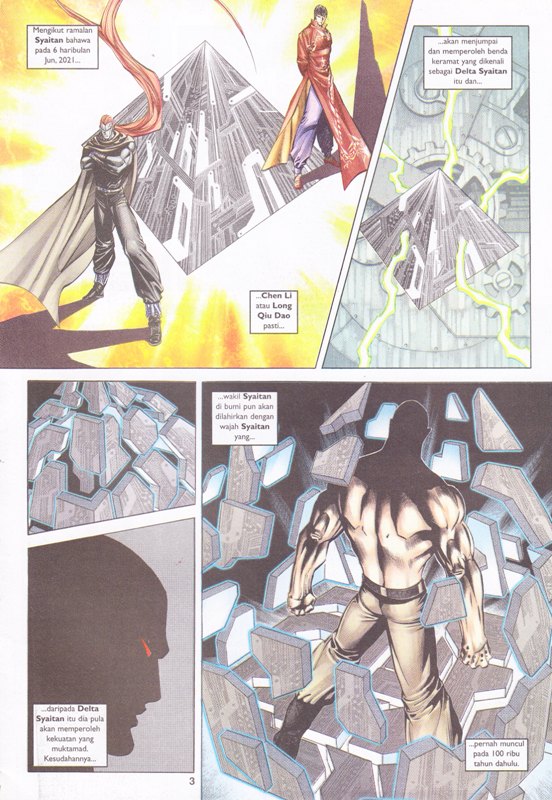 Mengikut ramalan
Syaitan bahawa
pada 6 haribulan
Jun, 2021...
...Chen Li
atau Long
Qiu Dao
pasti...
...akan menjumpai
dan memperoleh benda
keramat yang dikenali
sebagai Delta Syaitan
itu dan...
...daripada Delta
Syaitan itu dia pula
akan memperoleh
kekuatan yang
muktamad.
Kesudahannya...
...wakil Syaitan
di bumi pun akan
dilahirkan dengan
wajah Syaitan
yang...
...pernah muncul
pada 100 ribu
tahun dahulu.
3